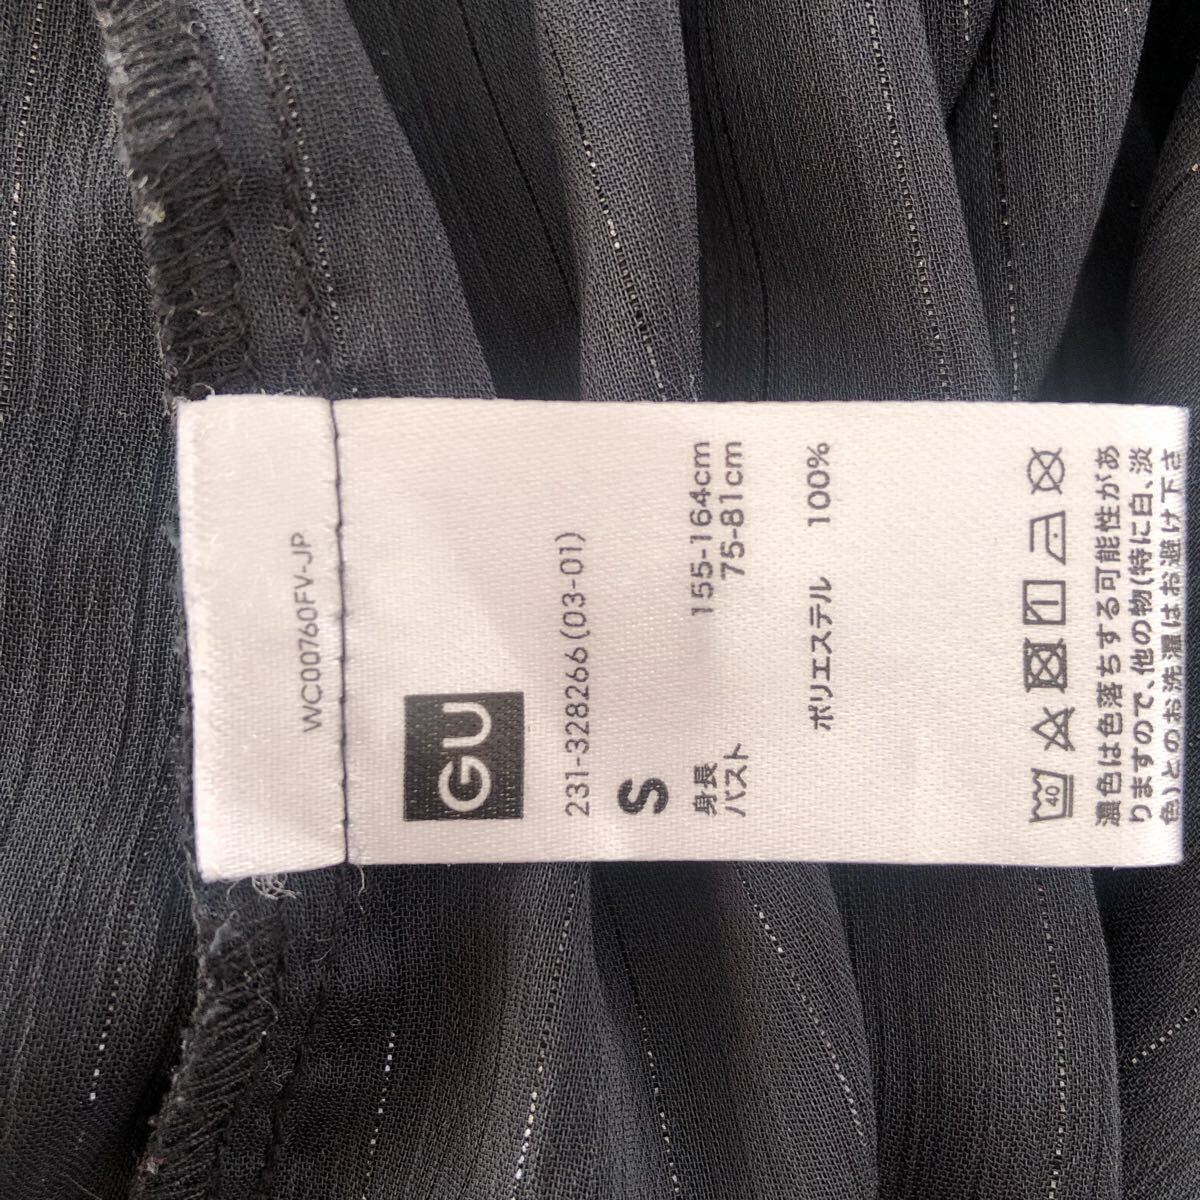 WC00760FV-JP
GU
231-328266(03-01)
S
身長 155-164cm
バスト 75-81cm
ポリエステル 100%
40
濃色は色落ちする可能性があ
りますので、他の物(特に白、淡
色)とのお洗濯はお避け下さ